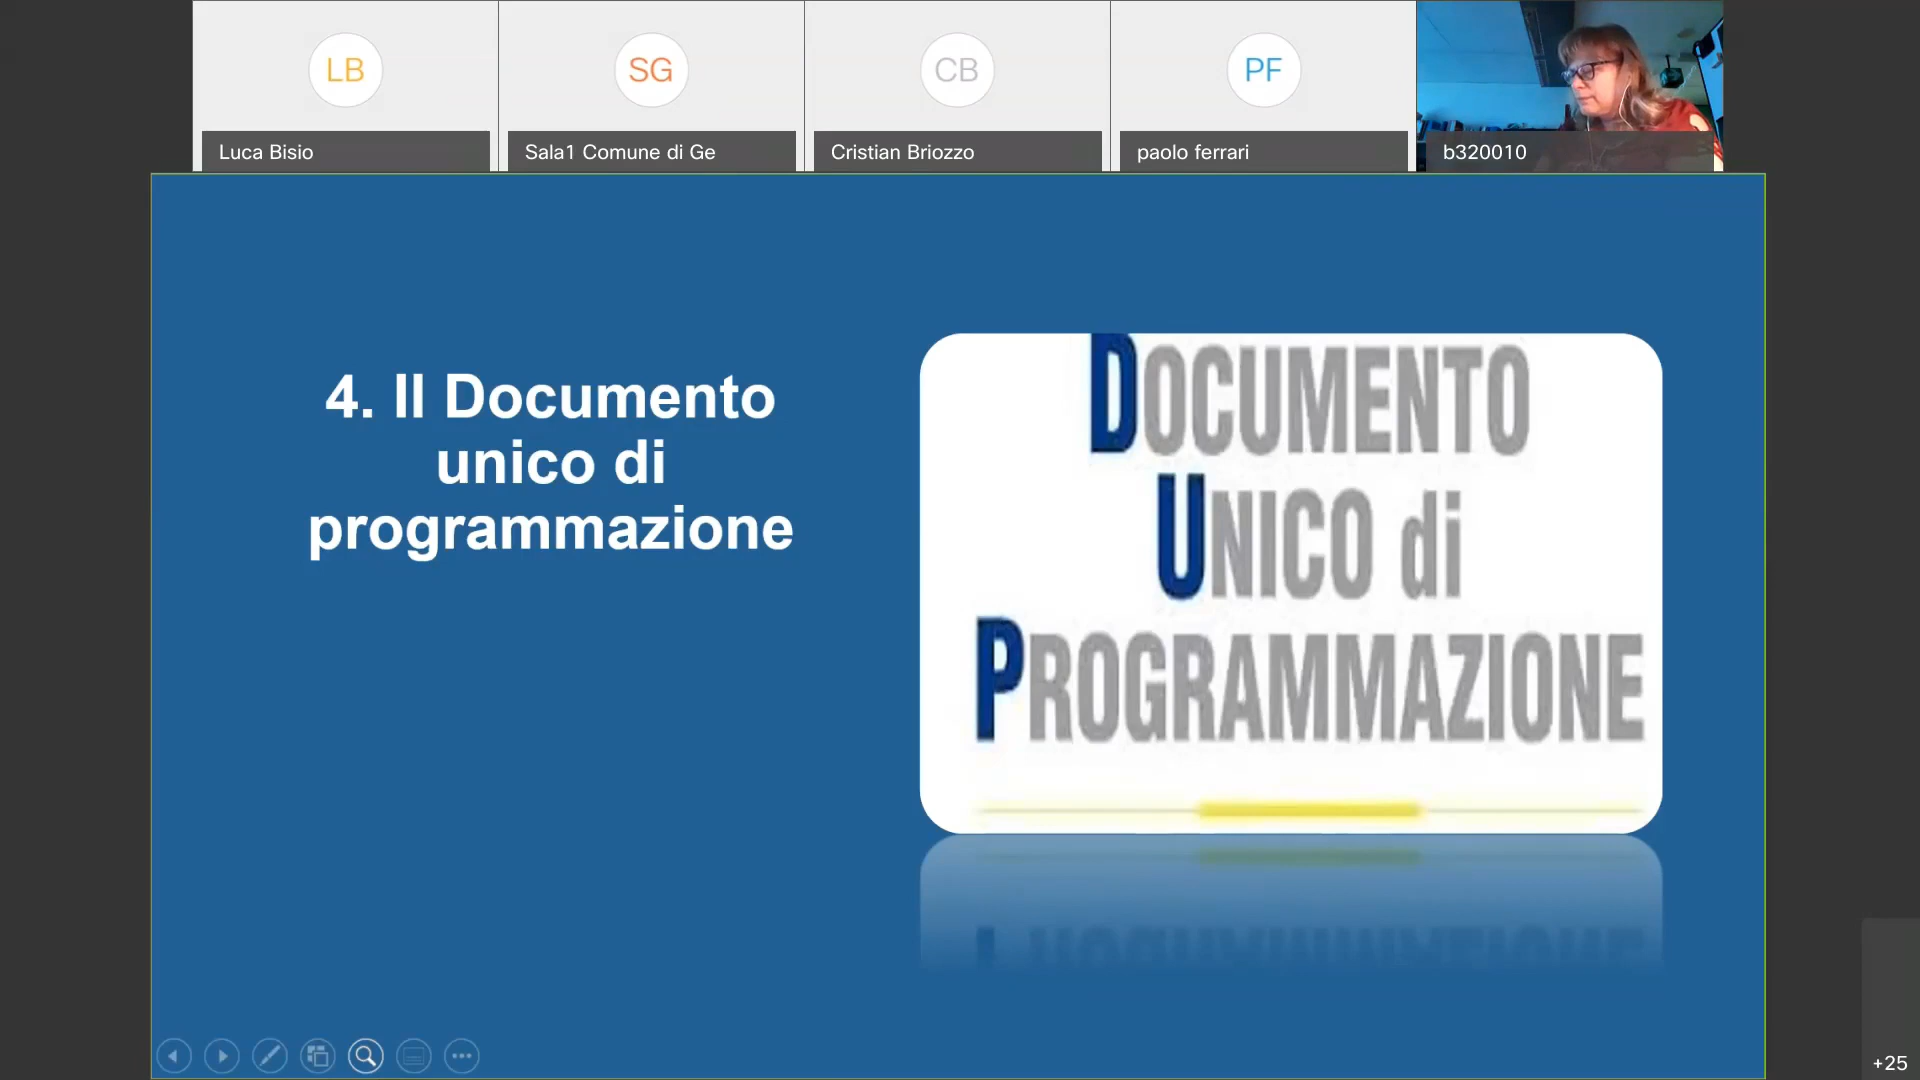 LB
SG
CB
PF
Luca Bisio
Sala1 Comune di Ge
Cristian Briozzo
paolo ferrari
b320010
4. Il Documento
unico di
programmazione
DOCUMENTO
UNICO di
PROGRAMMAZIONE
+25